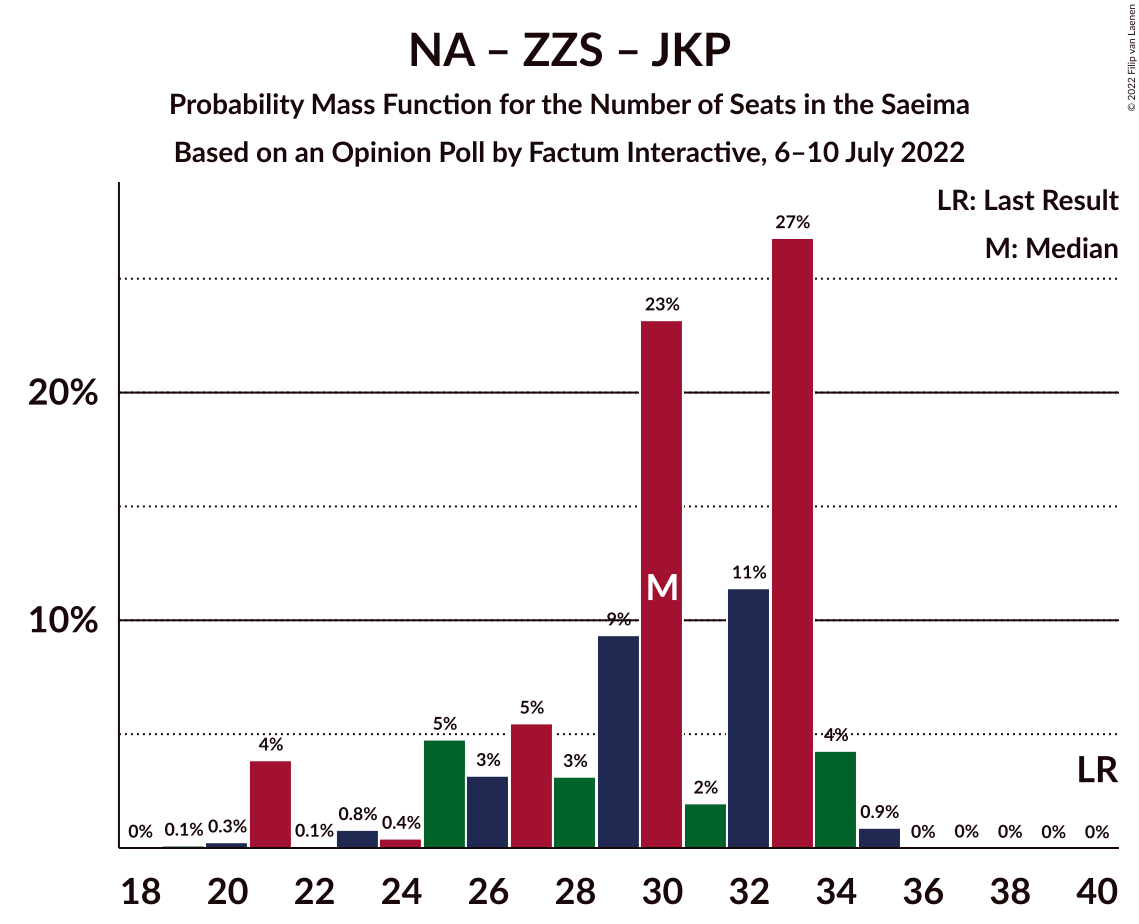 NA – ZZS – JKP
Probability Mass Function for the Number of Seats in the Saeima
Based on an Opinion Poll by Factum Interactive, 6–10 July 2022
© 2022 Filip van Laenen
LR: Last Result
M: Median
27%
23%
20%
11%
M
10%
9%
5%
5%
4%
4%
3%
3%
LR
2%
0.9%
0.8%
0.4%
0.3%
0.1%
0.1%
0%
0%
0%
0%
0%
0%
18 20 22 24 26 28 30 32 34 36 38 40